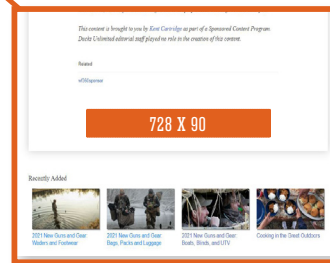 This content is brought to you by Kent Cartridge as part of a Sponsored Content Program.
Ducks Unlimited editorial staff played no role in the creation of this content.
Related
728 X 90
Recently Added
2021 New Guns and Gear:
Waders and Footwear
2021 New Guns and Gear:
Bags, Packs and Luggage
2021 New Guns and Gear:
Boats, Blinds, and UTV
Cooking in the Great Outdoors